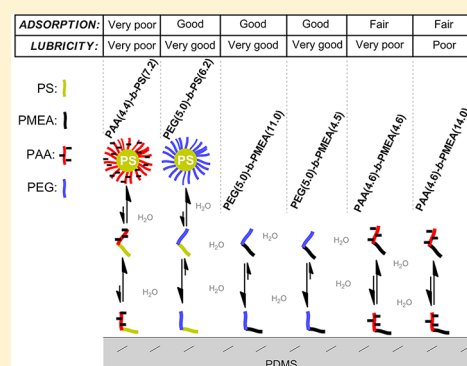 ADSORPTION: Very poor Good Good Good Fair Fair
LUBRICITY: Very poor Very good Very good Very good Very poor Poor
PAA(4.4)-b-PS(7.2)
PEG(5.0)-b-PS(6.2)
PEG(5.0)-b-PMEA(11.0)
PEG(5.0)-b-PMEA(4.5)
PAA(4.6)-b-PMEA(4.6)
PAA(4.6)-b-PMEA(14.0)
PS:
PMEA:
PAA:
PEG:
PS PS
H₂O H₂O
H₂O H₂O H₂O
H₂O
H₂O H₂O
H₂O H₂O
PDMS